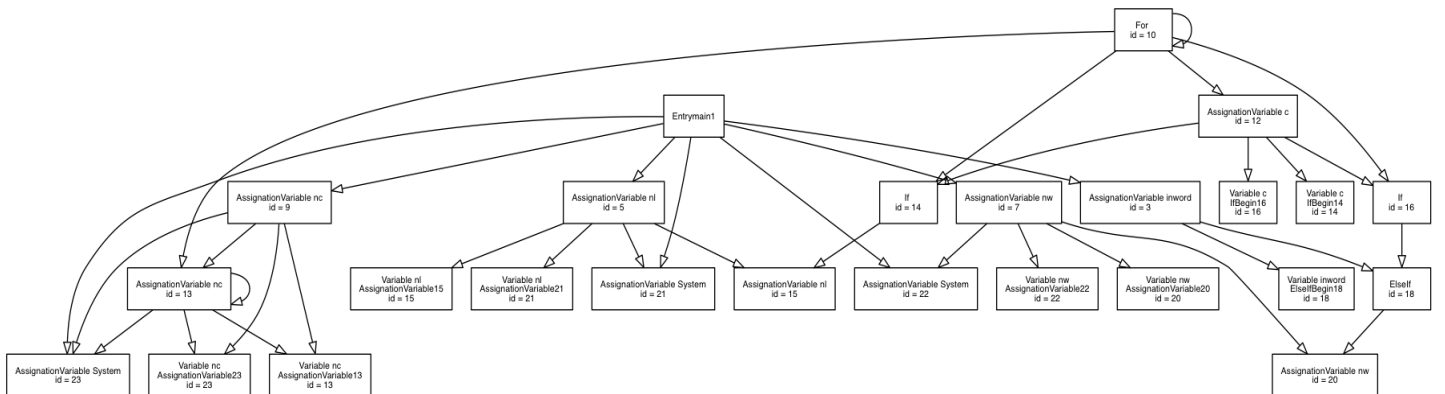 For
id = 10
Entrymain1
AssignationVariable c
id = 12
AssignationVariable nc
id = 9
AssignationVariable nl
id = 5
If
id = 14
AssignationVariable nw
id = 7
AssignationVariable inword
id = 3
Variable c
IfBegin16
id = 16
Variable c
IfBegin14
id = 14
If
id = 16
AssignationVariable nc
id = 13
Variable nl
AssignationVariable15
id = 15
Variable nl
AssignationVariable21
id = 21
AssignationVariable System
id = 21
AssignationVariable nl
id = 15
AssignationVariable System
id = 22
Variable nw
AssignationVariable22
id = 22
Variable nw
AssignationVariable20
id = 20
Variable inword
ElseIfBegin18
id = 18
ElseIf
id = 18
AssignationVariable System
id = 23
Variable nc
AssignationVariable23
id = 23
Variable nc
AssignationVariable13
id = 13
AssignationVariable nw
id = 20